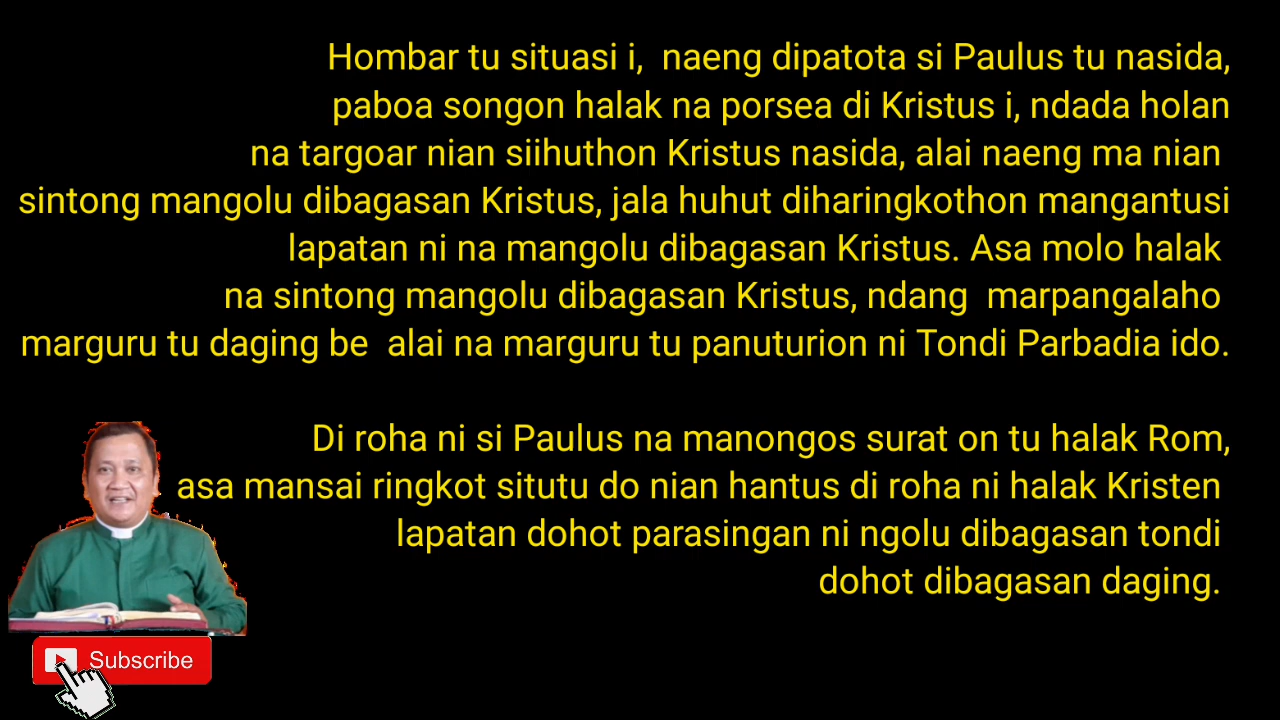 Hombar tu situasi i, naeng dipatota si Paulus tu nasida,
paboa songon halak na porsea di Kristus i, ndada holan
na targoar nian siihuthon Kristus nasida, alai naeng ma nian
sintong mangolu dibagasan Kristus, jala huhut diharingkothon mangantusi
lapatan ni na mangolu dibagasan Kristus. Asa molo halak
na sintong mangolu dibagasan Kristus, ndang marpangalaho
marguru tu daging be alai na marguru tu panuturion ni Tondi Parbadia ido.
Di roha ni si Paulus na manongos surat on tu halak Rom,
asa mansai ringkot situtu do nian hantus di roha ni halak Kristen
lapatan dohot parasingan ni ngolu dibagasan tondi
dohot dibagasan daging.
Subscribe